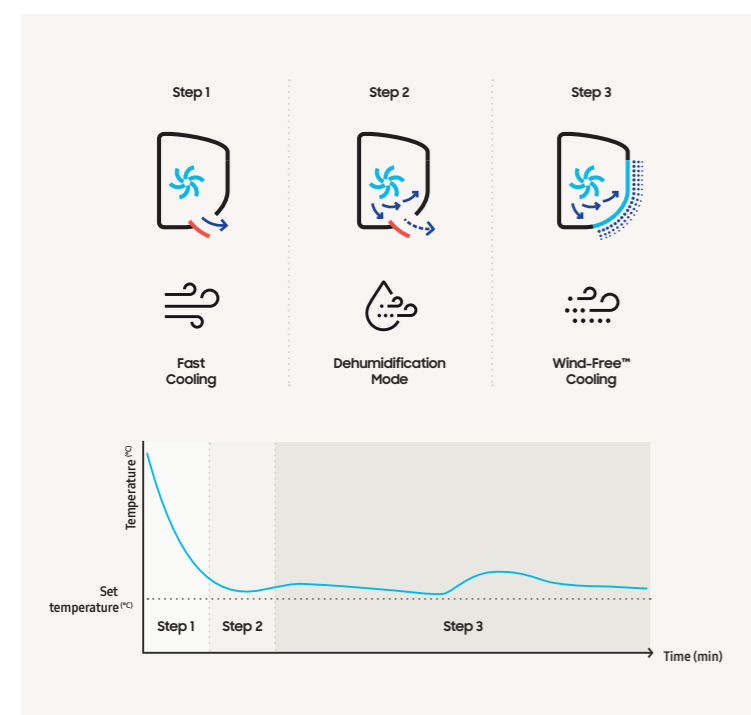 Step 1
Step 2
Step 3
Fast
Cooling
Dehumidification
Mode
Wind-Free™
Cooling
Temperature (°C)
Set
temperature (°C)
Step 1
Step 2
Step 3
Time (min)